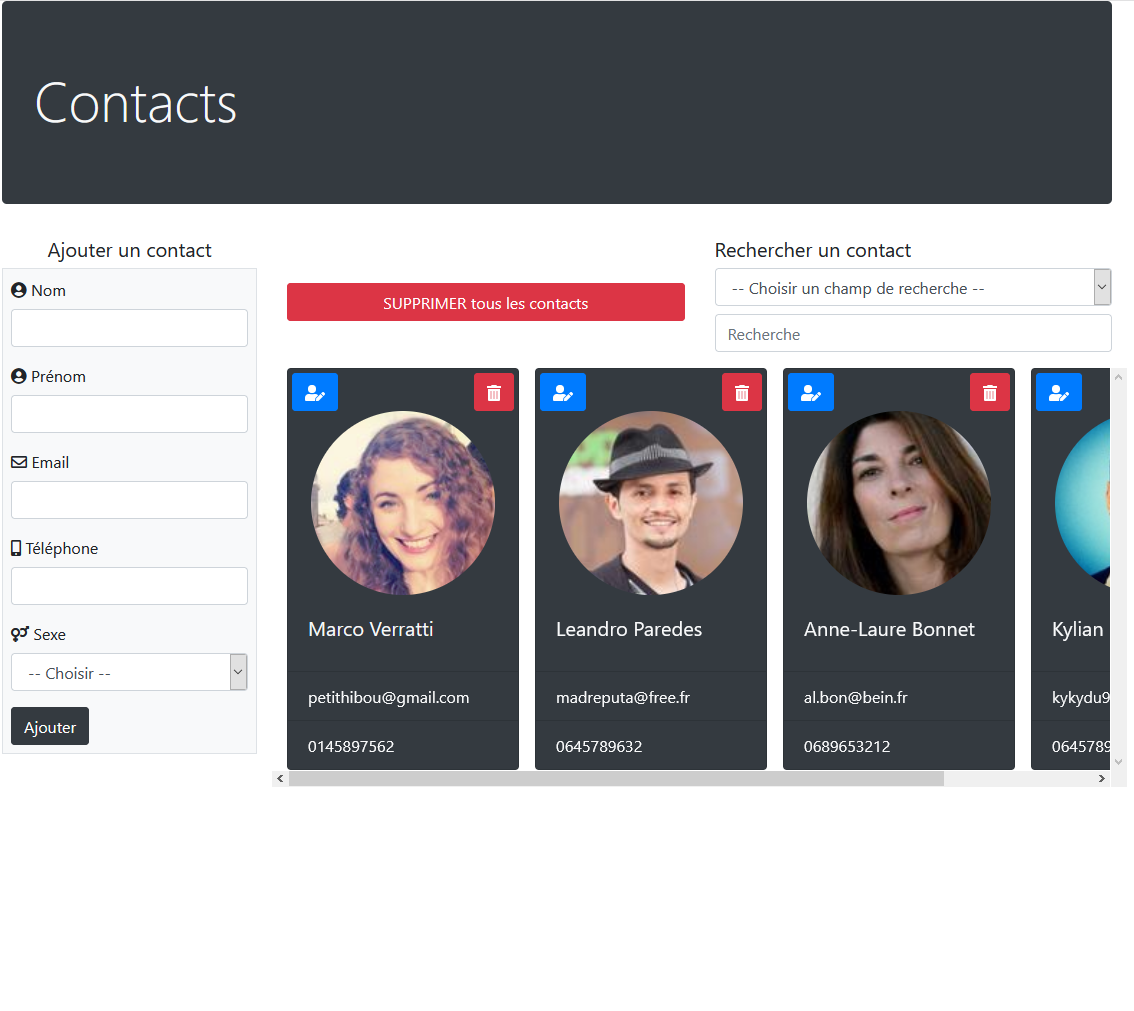 Contacts
Ajouter un contact
Nom
Prénom
Email
Téléphone
Sexe
-- Choisir --
Ajouter
SUPPRIMER tous les contacts
Rechercher un contact
-- Choisir un champ de recherche --
Recherche
Marco Verratti
petithibou@gmail.com
0145897562
Leandro Paredes
madreputa@free.fr
0645789632
Anne-Laure Bonnet
al.bon@bein.fr
0689653212
Kylian
kykydu9
0645789